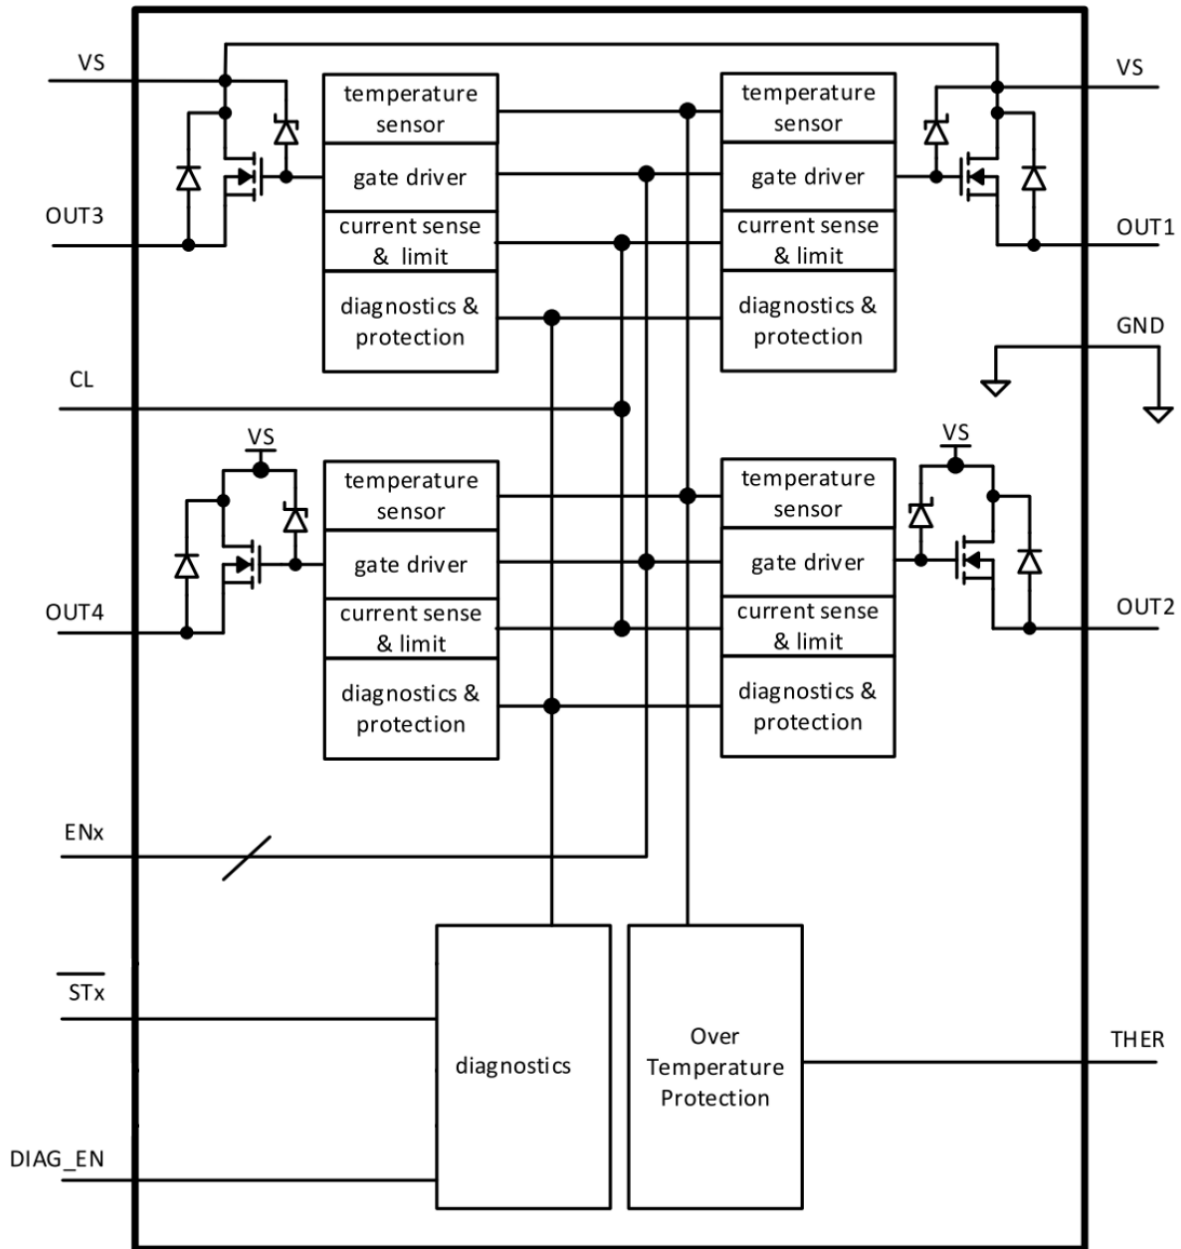 VS
VS
temperature
sensor
gate driver
current sense
& limit
diagnostics &
protection
temperature
sensor
gate driver
current sense
& limit
diagnostics &
protection
OUT3
OUT1
GND
CL
VS
VS
temperature
sensor
gate driver
current sense
& limit
diagnostics &
protection
temperature
sensor
gate driver
current sense
& limit
diagnostics &
protection
OUT4
OUT2
ENx
STx
diagnostics
Over
Temperature
Protection
THER
DIAG_EN